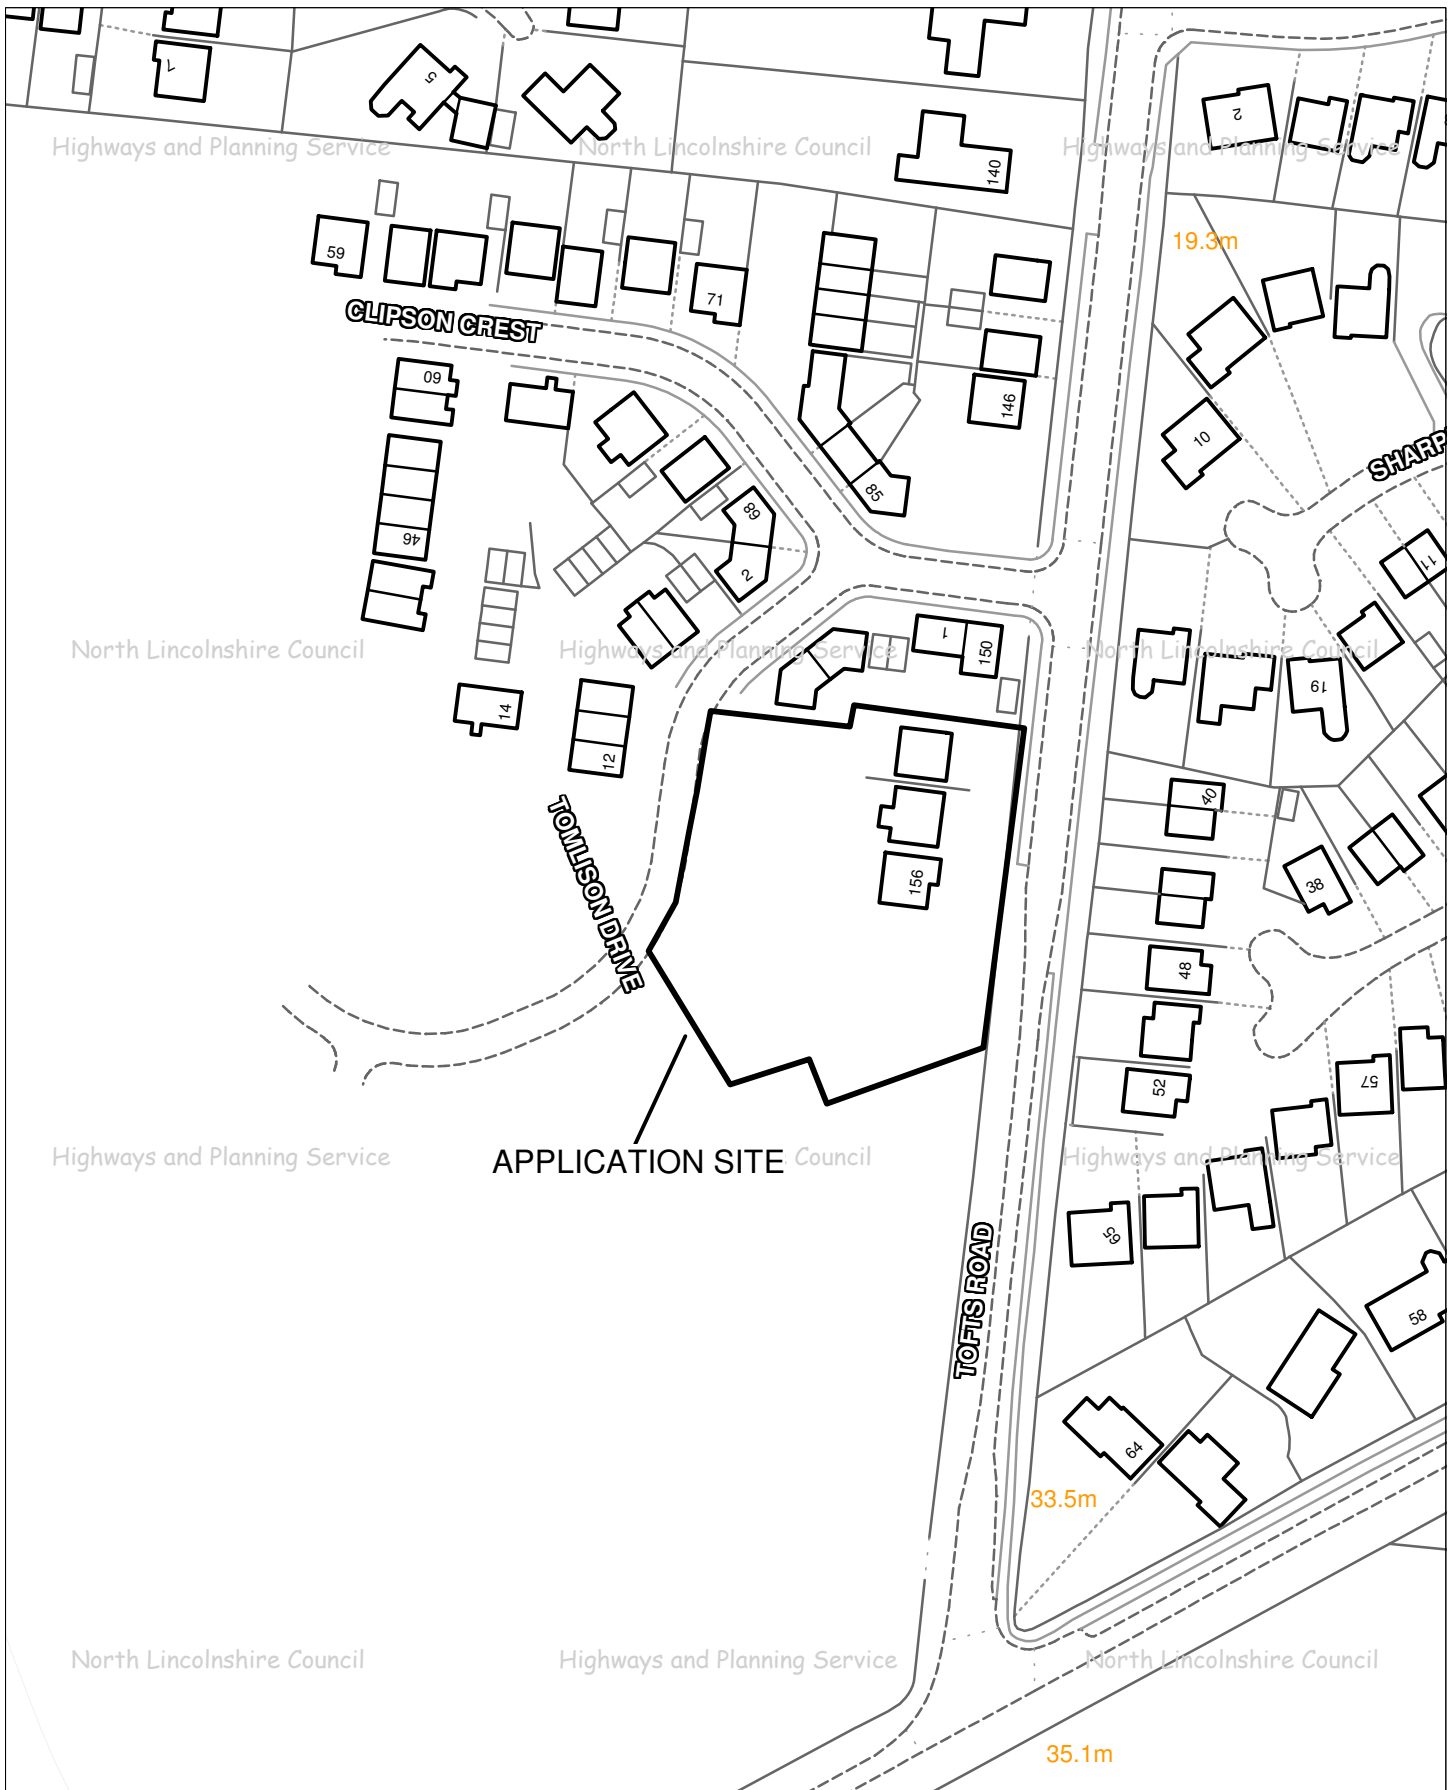 7
5
2
Highways and Planning Service
North Lincolnshire Council
Highways and Planning Service
140
19.3m
59
71
CLIPSON CREST
60
146
10
SHARP
85
89
46
2
11
1
150
North Lincolnshire Council
Highways and Planning Service
North Lincolnshire Council
19
14
12
40
TOMLISON DRIVE
156
38
48
52
57
APPLICATION SITE
Highways and Planning Service
Council
Highways and Planning Service
65
TOFTS ROAD
58
64
33.5m
North Lincolnshire Council
Highways and Planning Service
North Lincolnshire Council
35.1m